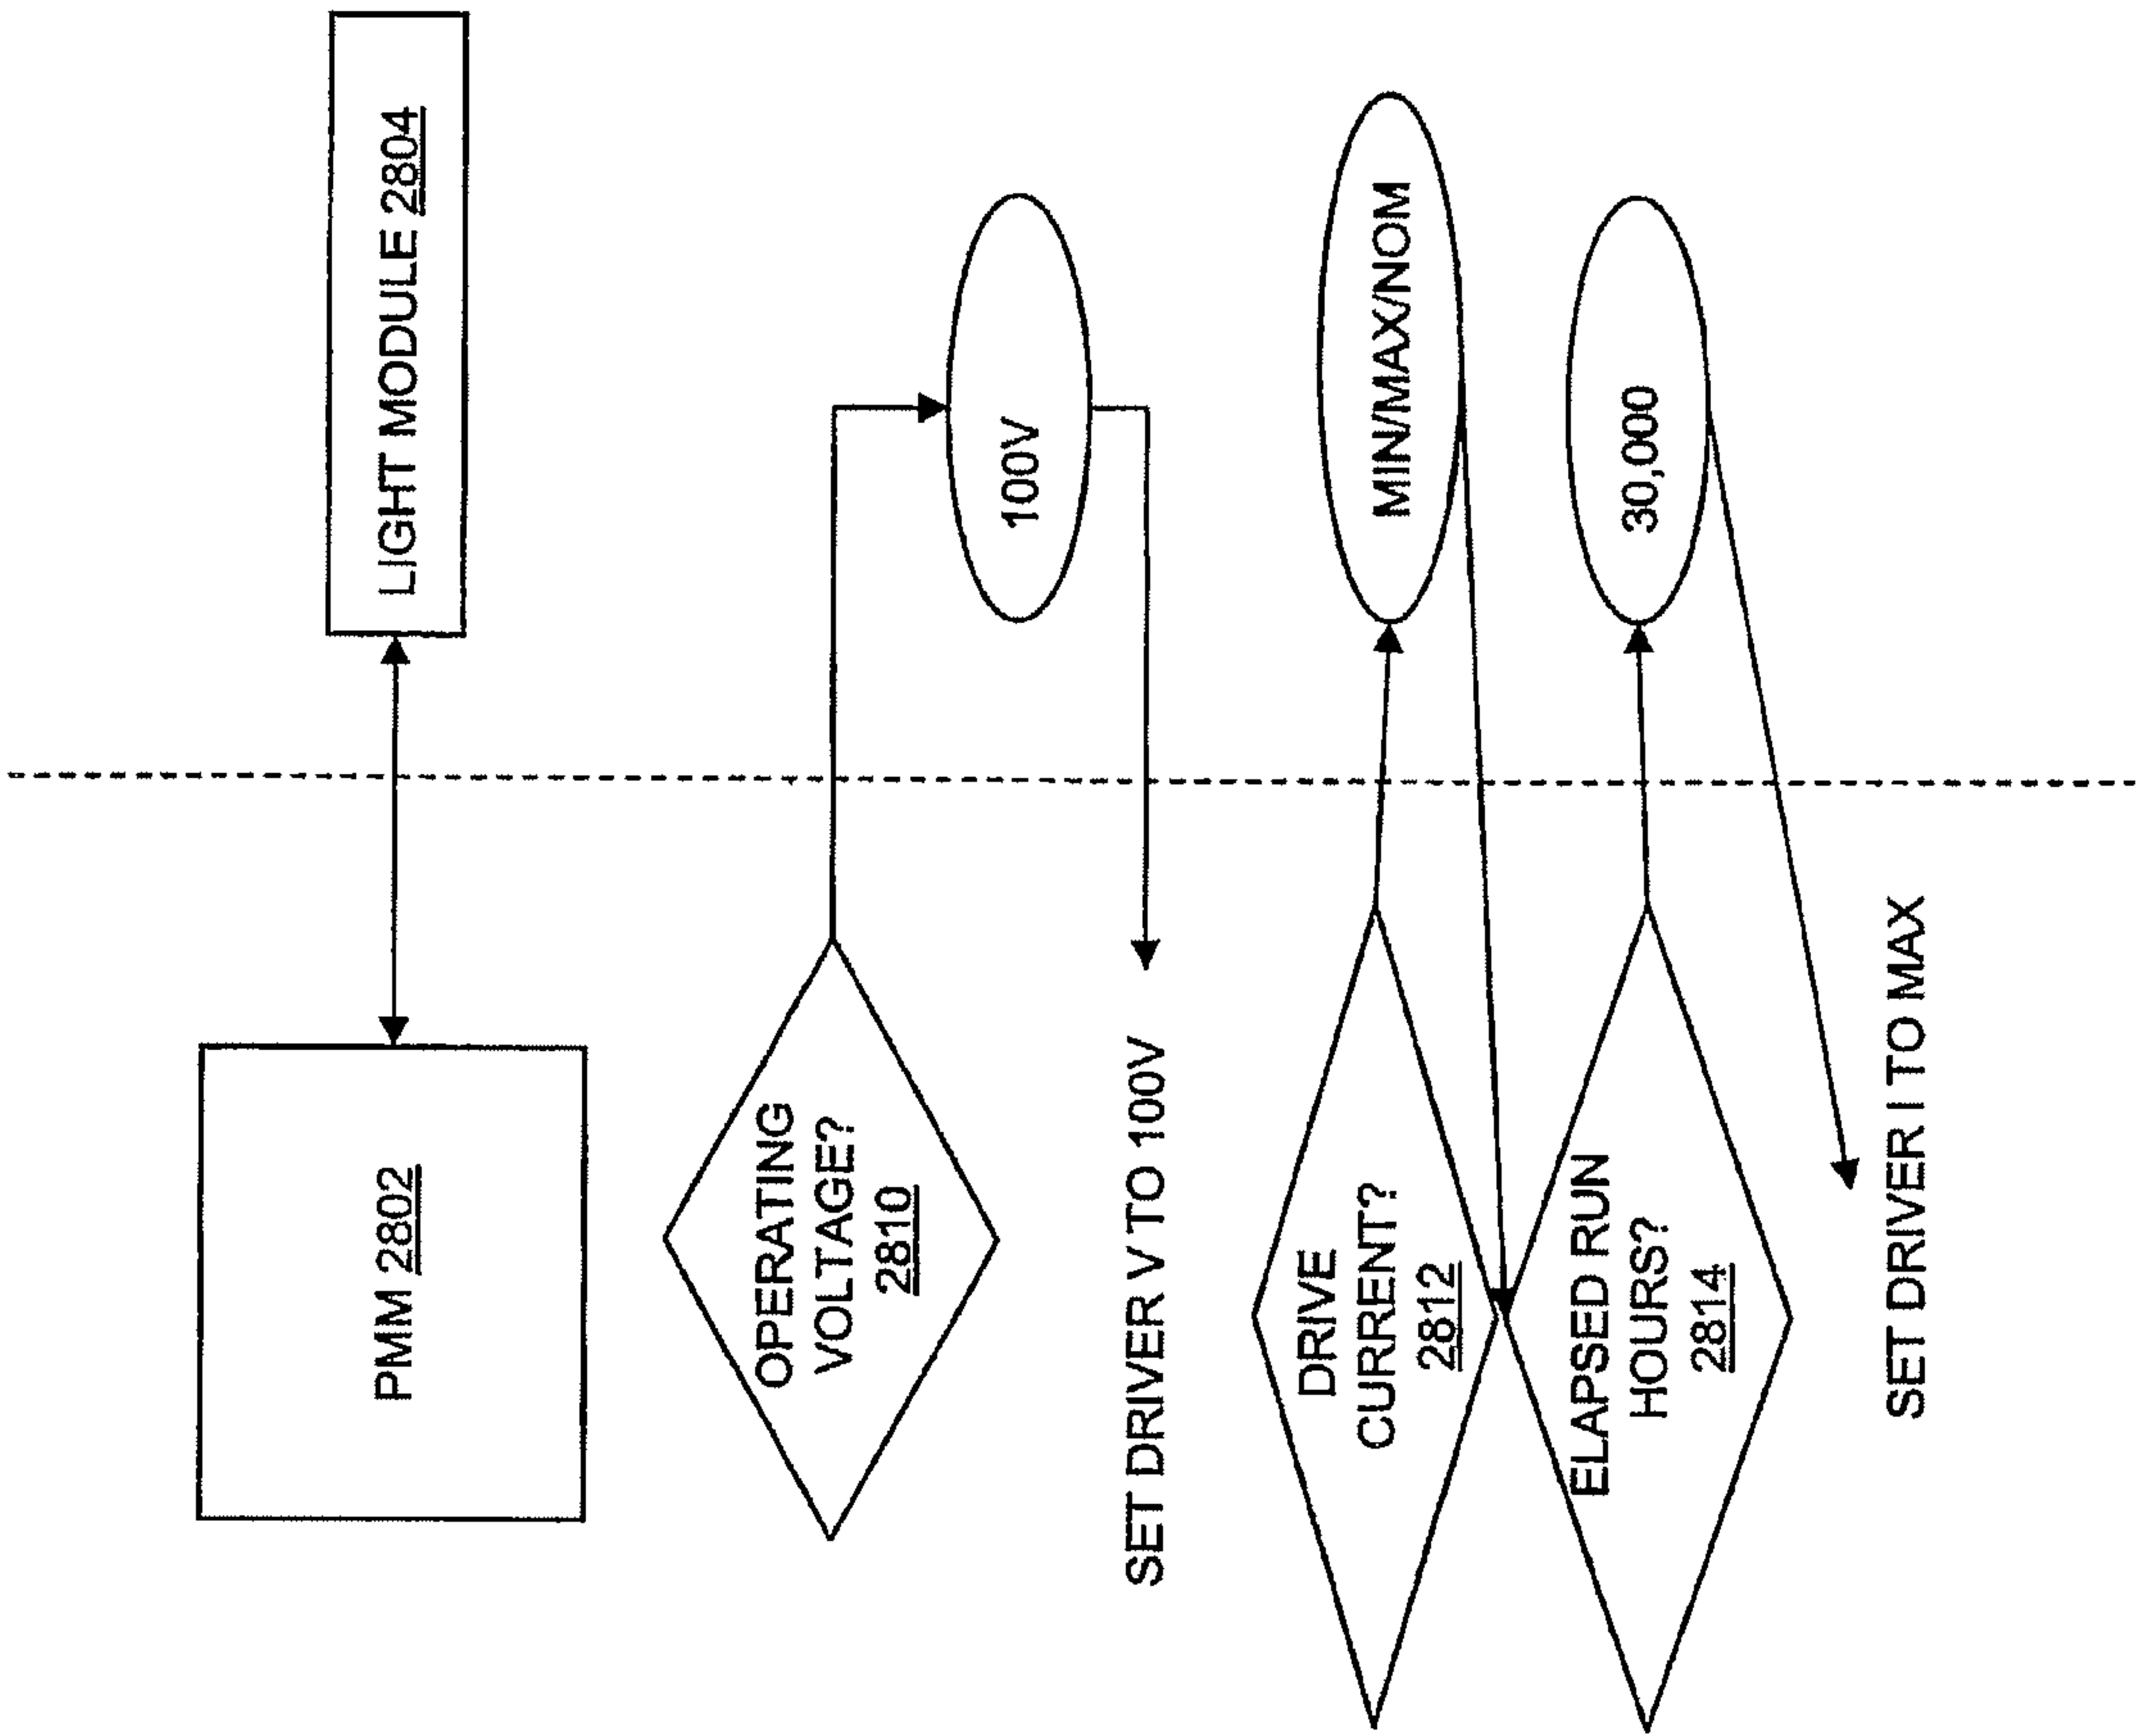 PMM 2802
LIGHT MODULE 2804
OPERATING
VOLTAGE?
2810
100V
SET DRIVER V TO 100V
DRIVE
CURRENT?
2812
MIN/MAX/NOM
ELAPSED RUN
HOURS?
2814
30,000
SET DRIVER I TO MAX